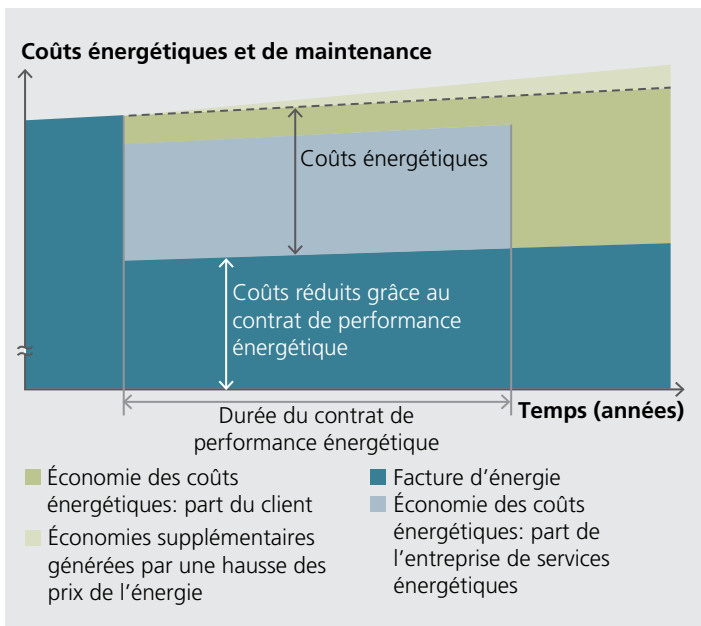 Coûts énergétiques et de maintenance
Coûts énergétiques
Coûts réduits grâce au
contrat de performance
énergétique
Temps (années)
Durée du contrat de
performance énergétique
Économie des coûts
énergétiques: part du client
Économies supplémentaires
générées par une hausse des
prix de l’énergie
Facture d’énergie
Économie des coûts
énergétiques: part de
l’entreprise de services
énergétiques